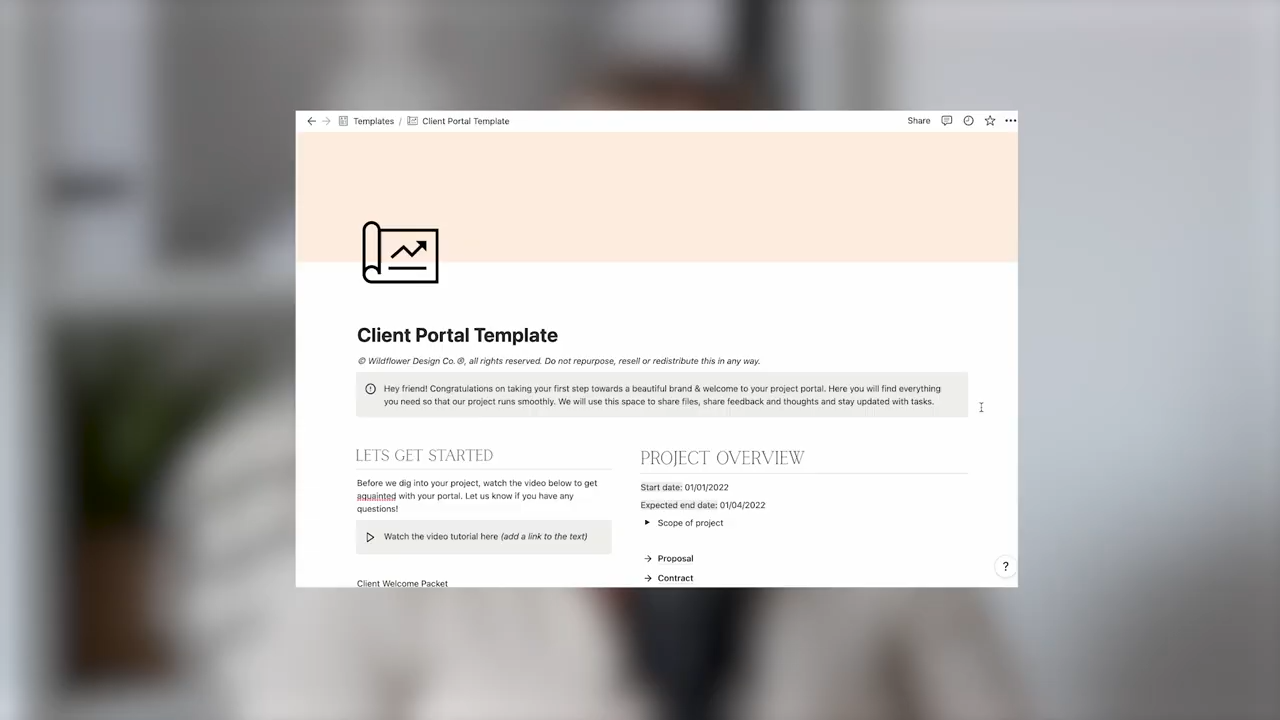 Templates / Client Portal Template Share
Client Portal Template
© Wildflower Design Co.®, all rights reserved. Do not repurpose, resell or redistribute this in any way.
Hey friend! Congratulations on taking your first step towards a beautiful brand & welcome to your project portal. Here you will find everything
you need so that our project runs smoothly. We will use this space to share files, share feedback and thoughts and stay updated with tasks.
LETS GET STARTED
Before we dig into your project, watch the video below to get
aquainted with your portal. Let us know if you have any
questions!
Watch the video tutorial here (add a link to the text)
Client Welcome Packet
PROJECT OVERVIEW
Start date: 01/01/2022
Expected end date: 01/04/2022
Scope of project
Proposal
Contract
?